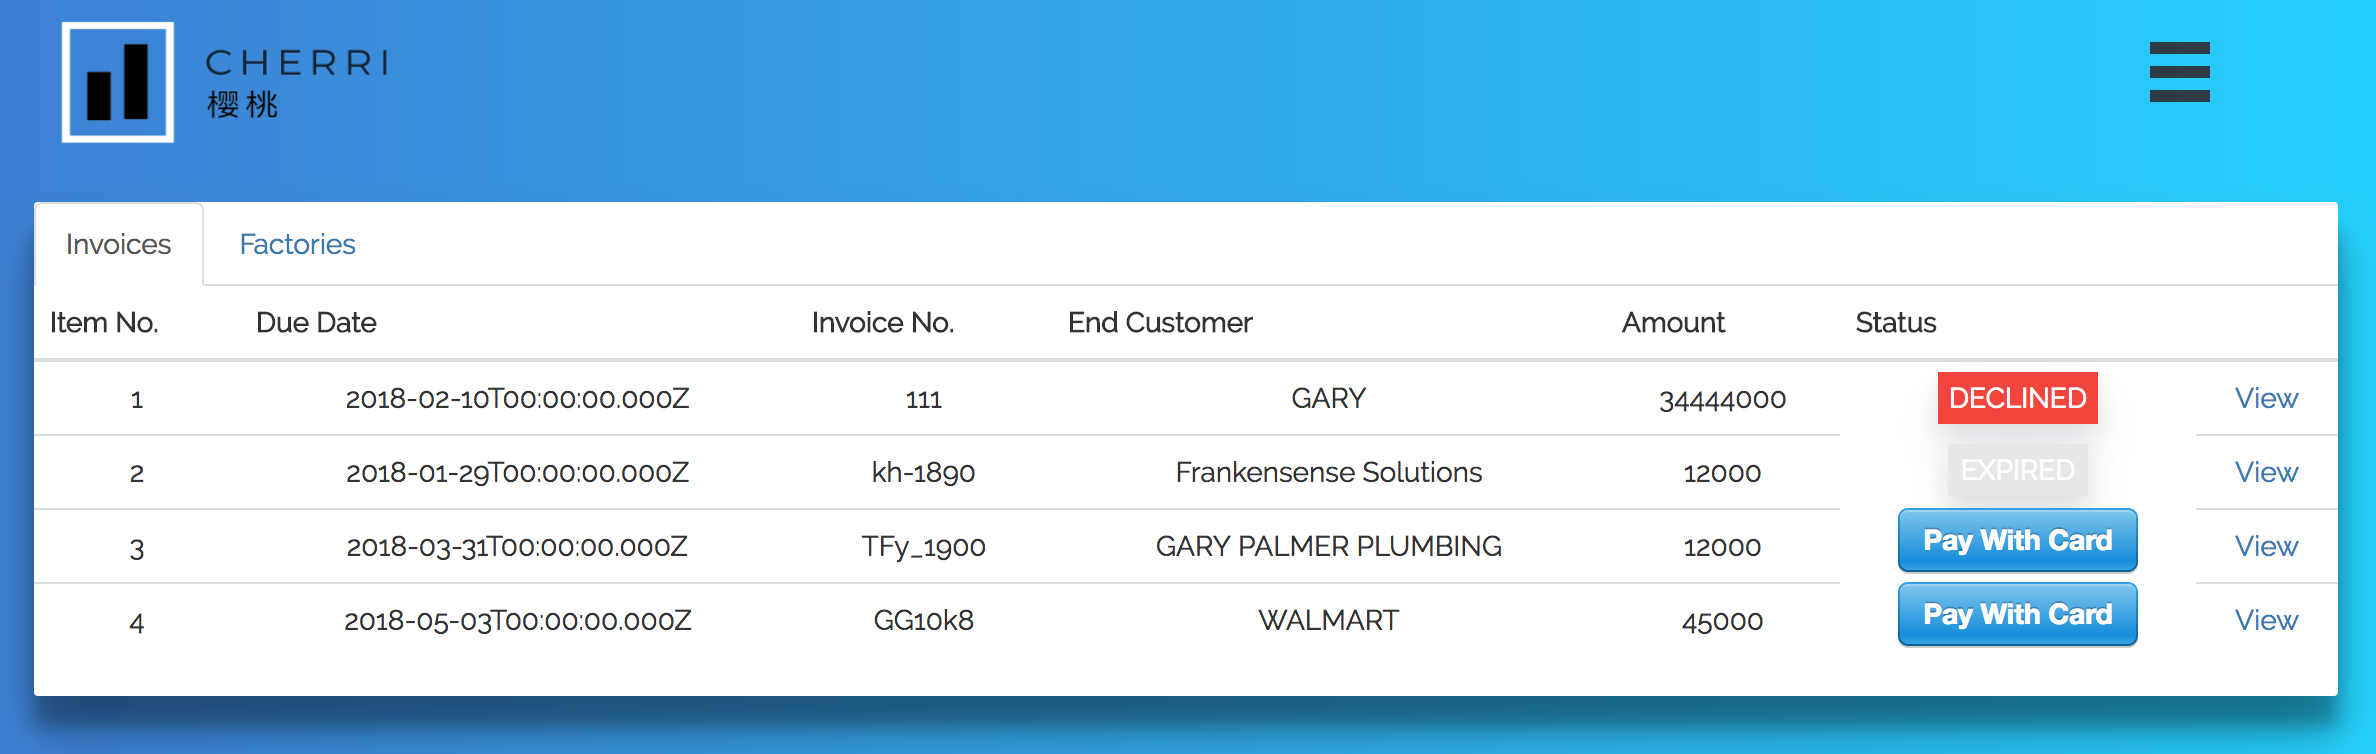 CHERRI
樱桃
Invoices Factories
Item No. Due Date Invoice No. End Customer Amount Status
1 2018-02-10T00:00:00.000Z 111 GARY 34444000 DECLINED View
2 2018-01-29T00:00:00.000Z kh-1890 Frankensense Solutions 12000 EXPIRED View
3 2018-03-31T00:00:00.000Z TFy_1900 GARY PALMER PLUMBING 12000 Pay With Card View
4 2018-05-03T00:00:00.000Z GG10k8 WALMART 45000 Pay With Card View